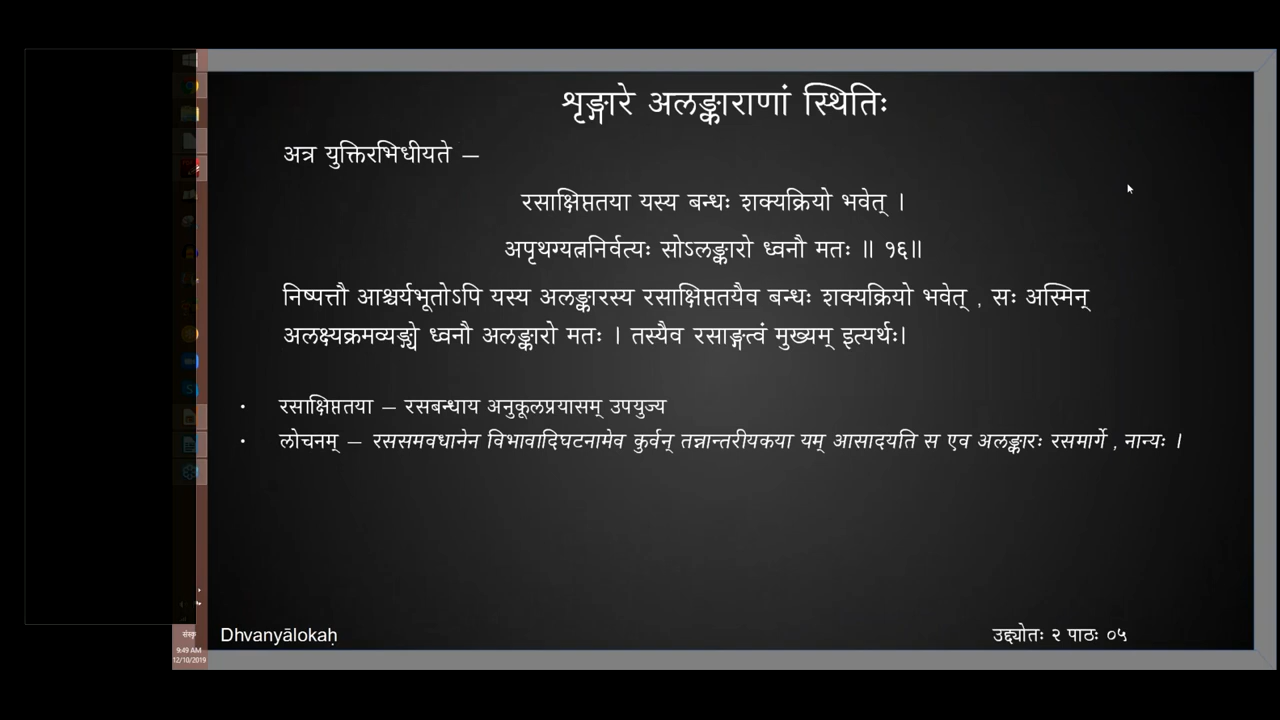 शृङ्गारे अलङ्काराणां स्थितिः
अत्र युक्तिरभिधीयते –
रसाक्षिप्ततया यस्य बन्धः शक्यक्रियो भवेत् ।
अपृथग्यत्ननिर्वत्यः सोऽलङ्कारो ध्वनौ मतः ॥ १६॥
निष्पत्तौ आश्चर्यभूतोऽपि यस्य अलङ्कारस्य रसाक्षिप्ततयैव बन्धः शक्यक्रियो भवेत् , सः अस्मिन्
अलक्ष्यक्रमव्यङ्ग्ये ध्वनौ अलङ्कारो मतः । तस्यैव रसाङ्गत्वं मुख्यम् इत्यर्थः।
• रसाक्षिप्ततया – रसबन्धाय अनुकूलप्रयासम् उपयुज्य
• लोचनम् – रससमवधानेन विभावादिघटनामेव कुर्वन् तन्नान्तरीयकया यम् आसादयति स एव अलङ्कारः रसमार्गे , नान्यः ।
Dhvanyālokaḥ
उद्द्योतः २ पाठः ०५
9:49 AM
12/10/2019